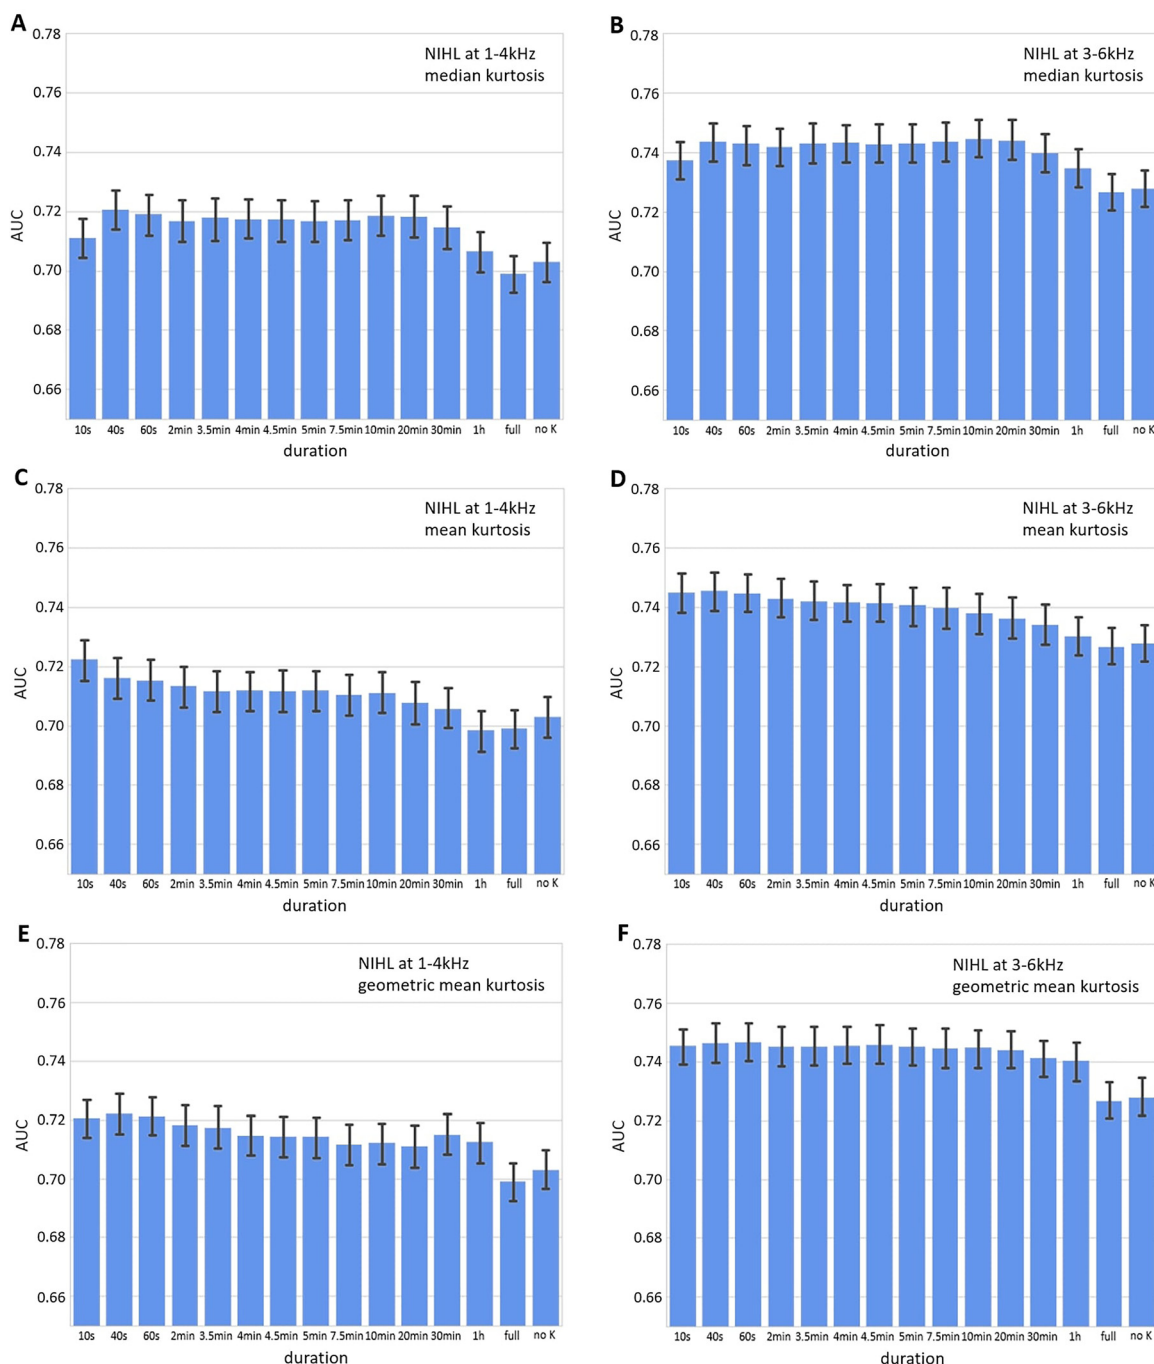 A
NIHL at 1-4kHz
median kurtosis
0.78
0.76
0.74
0.72
0.70
0.68
0.66
AUC
10s 40s 60s 2min 3.5min 4min 4.5min 5min 7.5min 10min 20min 30min 1h full no K
duration
B
NIHL at 3-6kHz
median kurtosis
0.78
0.76
0.74
0.72
0.70
0.68
0.66
AUC
10s 40s 60s 2min 3.5min 4min 4.5min 5min 7.5min 10min 20min 30min 1h full no K
duration
C
NIHL at 1-4kHz
mean kurtosis
0.78
0.76
0.74
0.72
0.70
0.68
0.66
AUC
10s 40s 60s 2min 3.5min 4min 4.5min 5min 7.5min 10min 20min 30min 1h full no K
duration
D
NIHL at 3-6kHz
mean kurtosis
0.78
0.76
0.74
0.72
0.70
0.68
0.66
AUC
10s 40s 60s 2min 3.5min 4min 4.5min 5min 7.5min 10min 20min 30min 1h full no K
duration
E
NIHL at 1-4kHz
geometric mean kurtosis
0.78
0.76
0.74
0.72
0.70
0.68
0.66
AUC
10s 40s 60s 2min 3.5min 4min 4.5min 5min 7.5min 10min 20min 30min 1h full no K
duration
F
NIHL at 3-6kHz
geometric mean kurtosis
0.78
0.76
0.74
0.72
0.70
0.68
0.66
AUC
10s 40s 60s 2min 3.5min 4min 4.5min 5min 7.5min 10min 20min 30min 1h full no K
duration